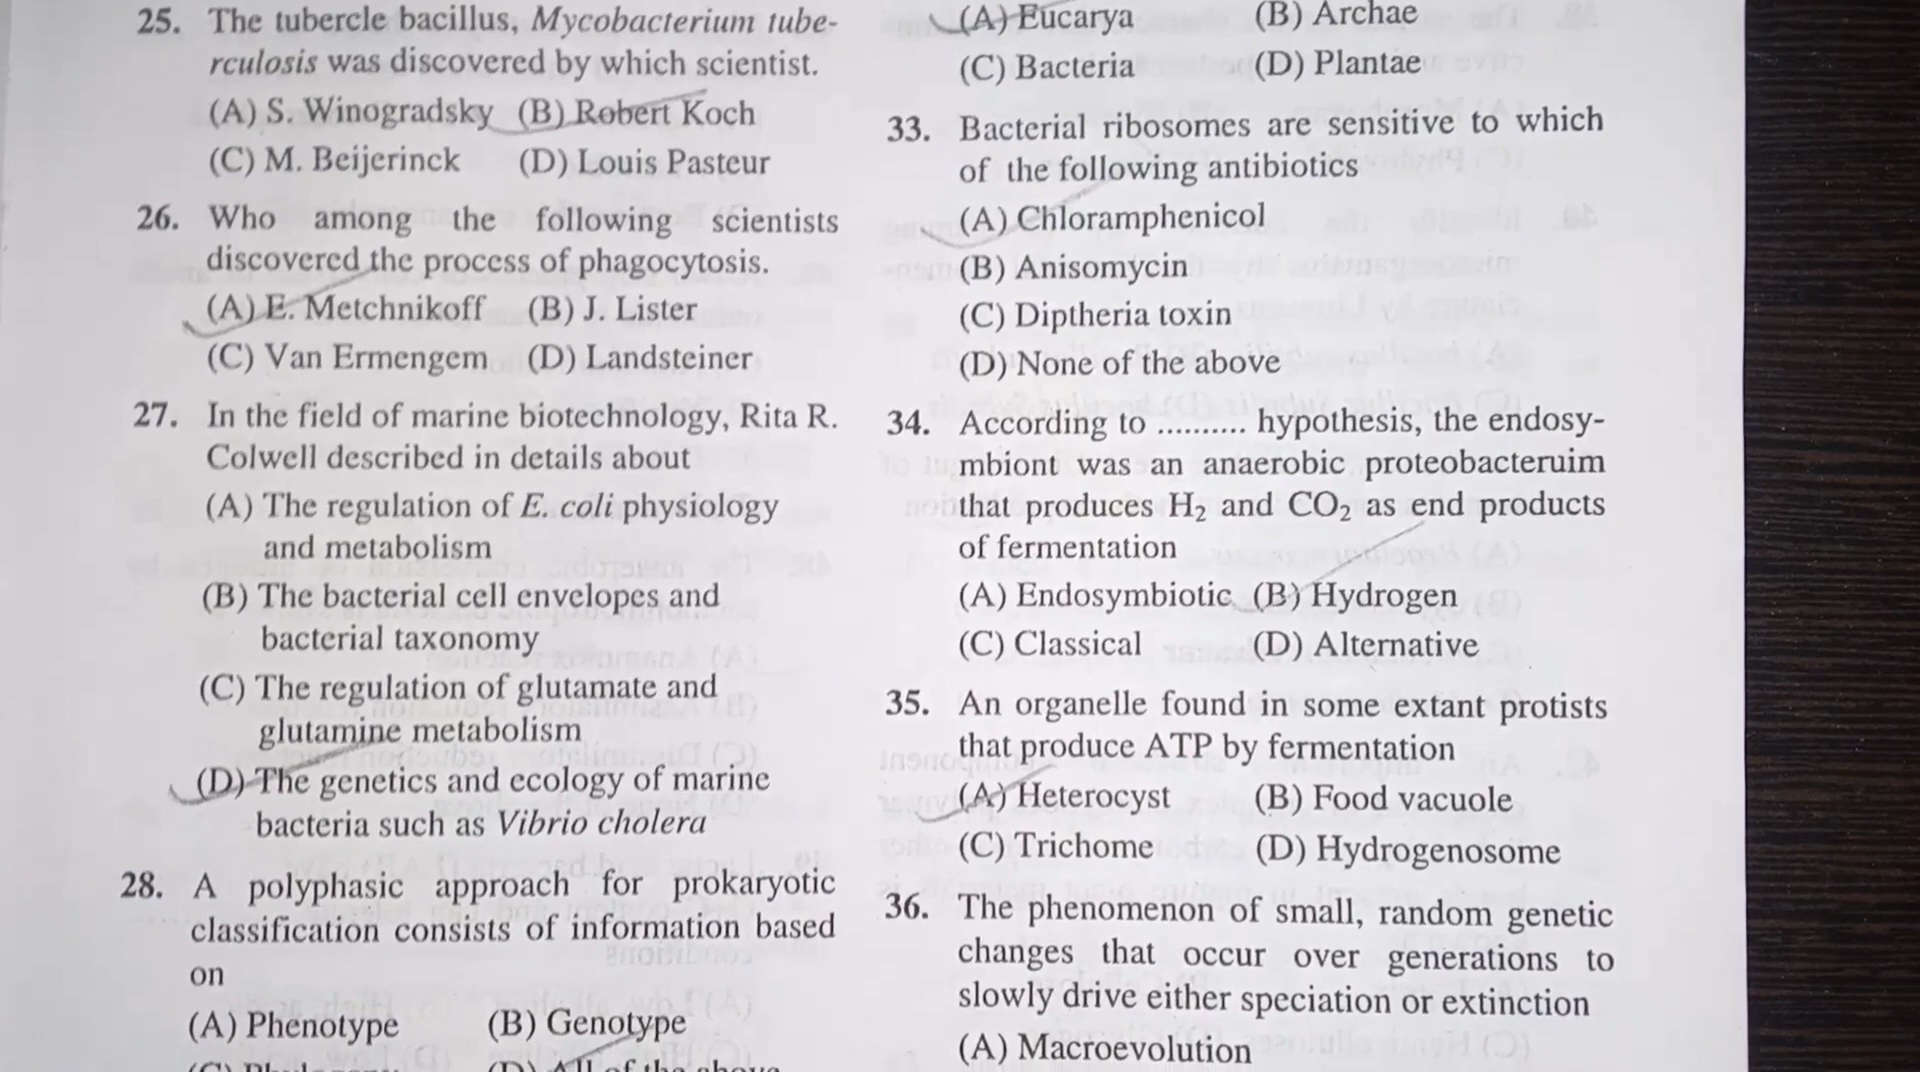 25. The tubercle bacillus, Mycobacterium tube-
rculosis was discovered by which scientist.
(A) S. Winogradsky (B) Robert Koch
(C) M. Beijerinck (D) Louis Pasteur
26. Who among the following scientists
discovered the process of phagocytosis.
(A) E. Metchnikoff (B) J. Lister
(C) Van Ermengem (D) Landsteiner
27. In the field of marine biotechnology, Rita R.
Colwell described in details about
(A) The regulation of E. coli physiology
and metabolism
(B) The bacterial cell envelopes and
bacterial taxonomy
(C) The regulation of glutamate and
glutamine metabolism
(D) The genetics and ecology of marine
bacteria such as Vibrio cholera
28. A polyphasic approach for prokaryotic
classification consists of information based
on
(A) Phenotype (B) Genotype
(D) All of the above
(A) Eucarya (B) Archae
(C) Bacteria (D) Plantae
33. Bacterial ribosomes are sensitive to which
of the following antibiotics
(A) Chloramphenicol
(B) Anisomycin
(C) Diptheria toxin
(D) None of the above
34. According to .......... hypothesis, the endosy-
mbiont was an anaerobic proteobacteruim
that produces H₂ and CO₂ as end products
of fermentation
(A) Endosymbiotic (B) Hydrogen
(C) Classical (D) Alternative
35. An organelle found in some extant protists
that produce ATP by fermentation
(A) Heterocyst (B) Food vacuole
(C) Trichome (D) Hydrogenosome
36. The phenomenon of small, random genetic
changes that occur over generations to
slowly drive either speciation or extinction
(A) Macroevolution